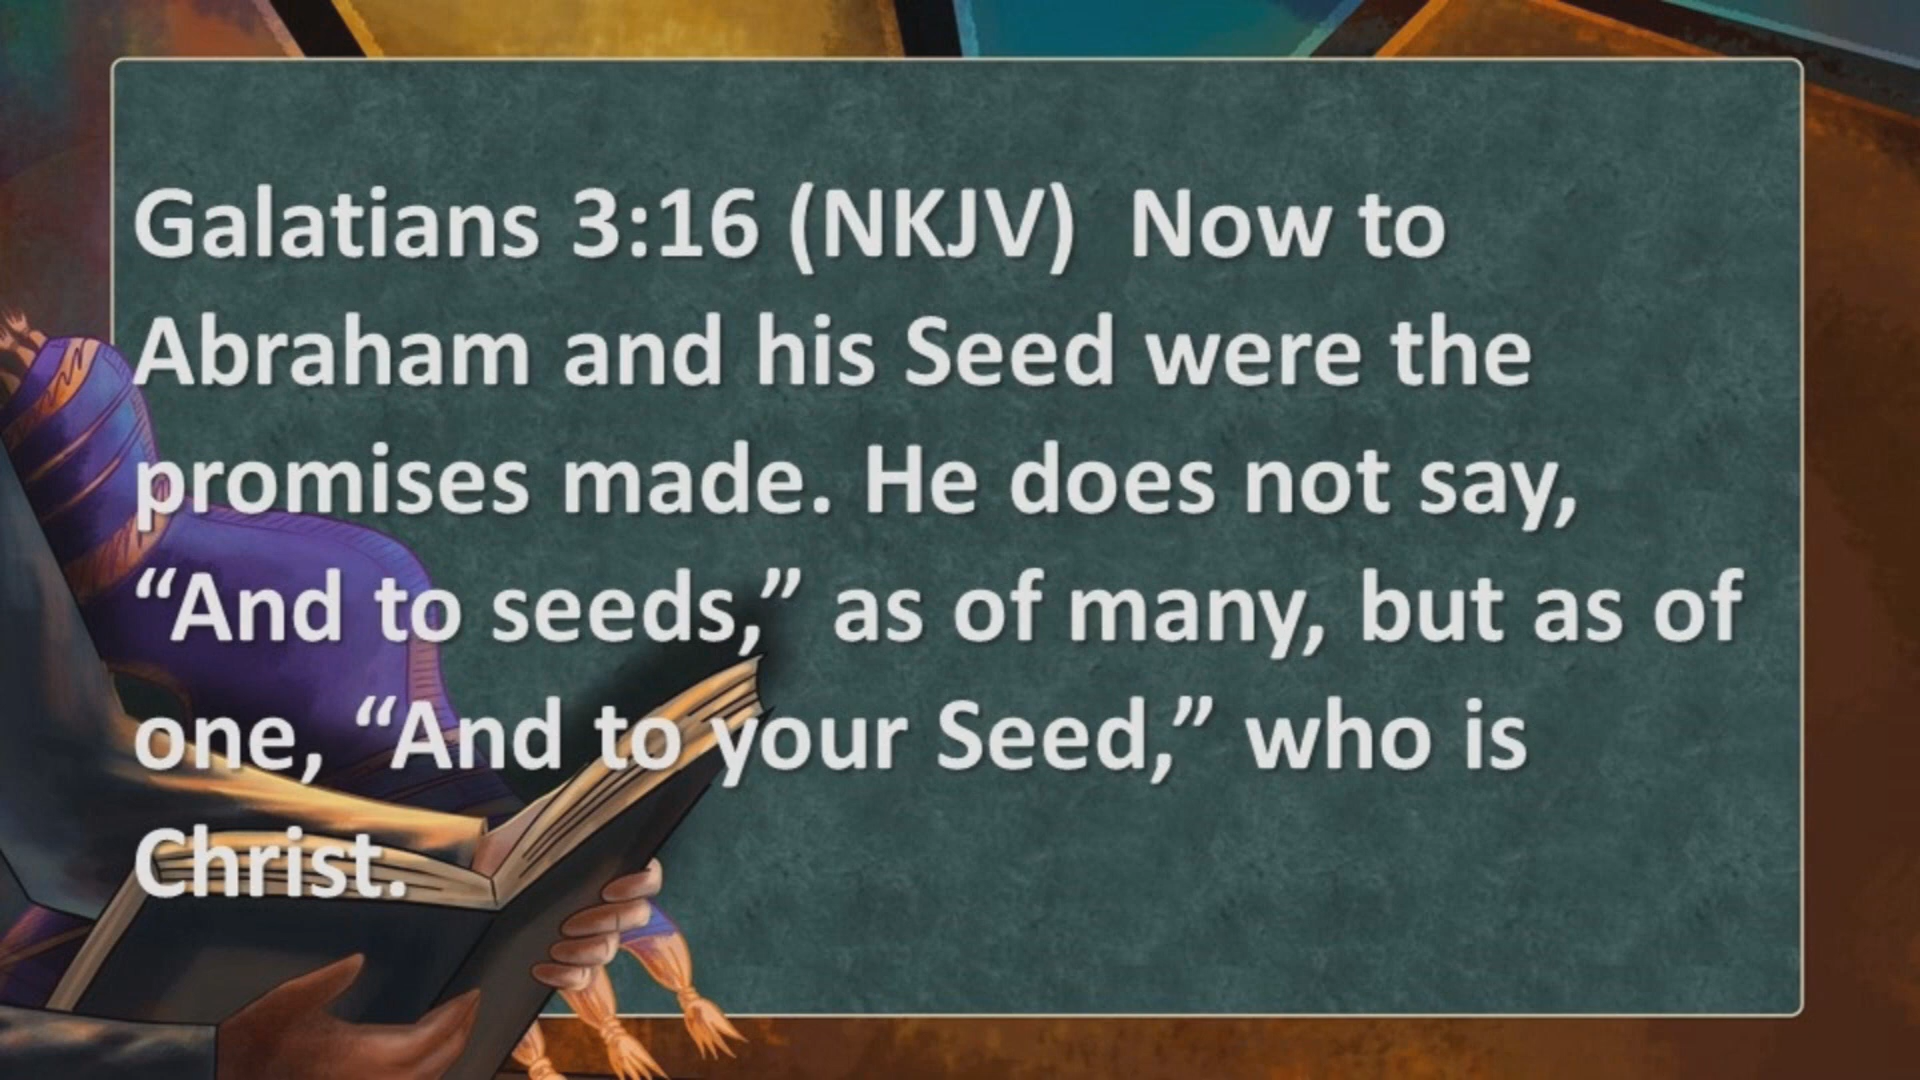 Galatians 3:16 (NKJV)  Now to
Abraham and his Seed were the
promises made. He does not say,
“And to seeds,” as of many, but as of
one, “And to your Seed,” who is
Christ.